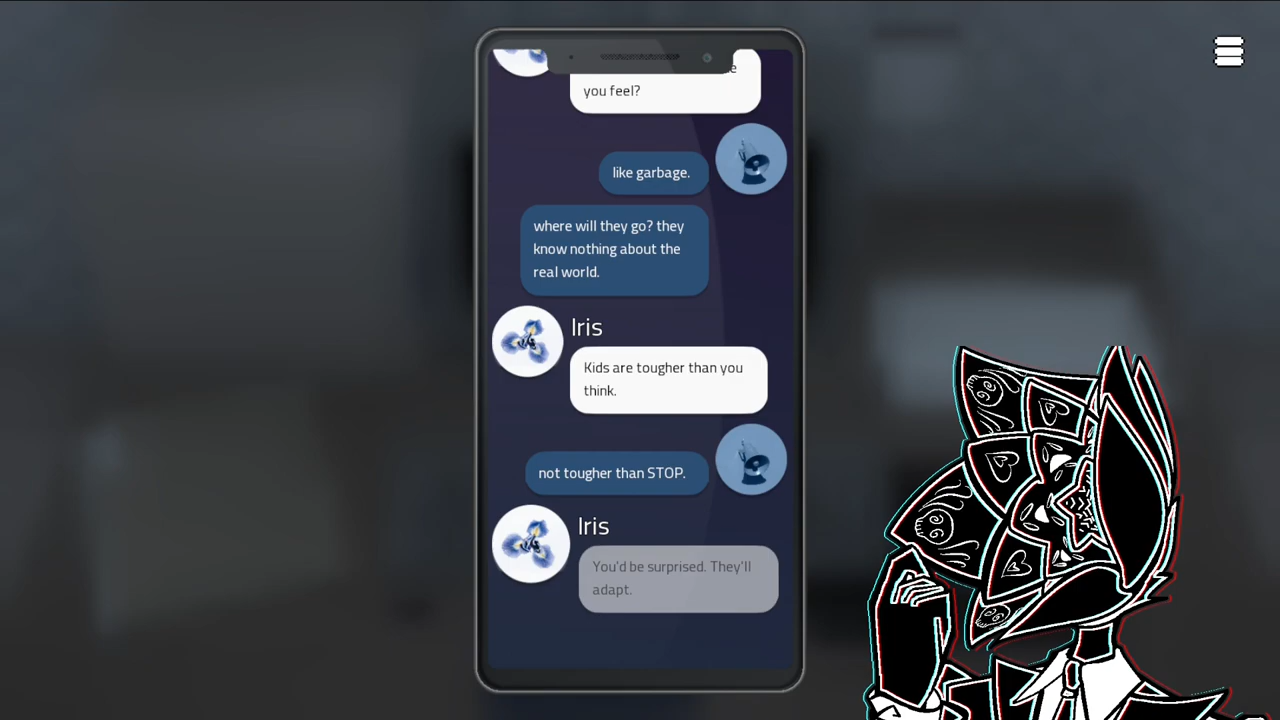 you feel?
like garbage.
where will they go? they
know nothing about the
real world.
Iris
Kids are tougher than you
think.
not tougher than STOP.
Iris
You'd be surprised. They'll
adapt.